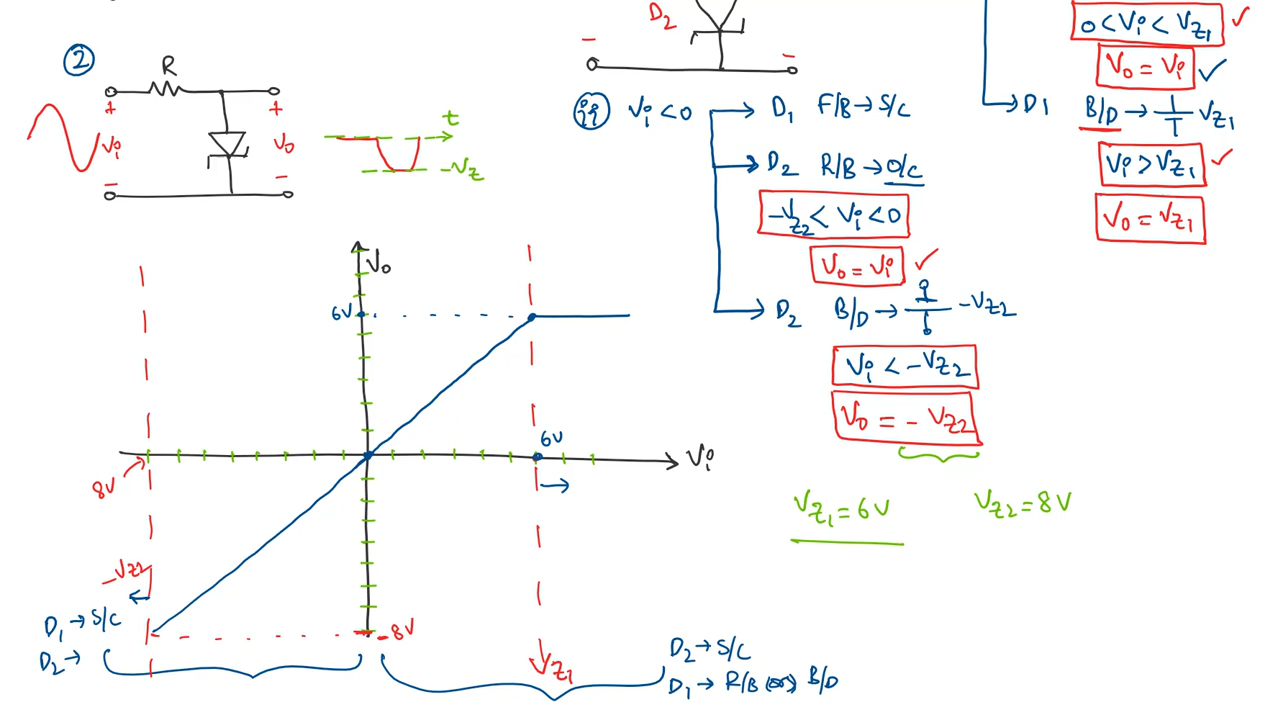 ②
R
+
+
Vi
Vo
-
-
t
-VZ
D2
-
-
ii) Vi<0
D1 F/B→S/C
D2 R/B→O/C
-VZ2 < Vi < 0
Vo = Vi ✓
D2 B/D→ -VZ2
Vi < -VZ2
Vo = - VZ2
0 < Vi < VZ1 ✓
Vo = Vi ✓
D1 B/D→ VZ1
Vi > VZ1 ✓
Vo = VZ1
VZ1 = 6V VZ2 = 8V
Vo
6V
6V
Vi
8V
-VZ2
D1→S/C
D2→
-8V
VZ1
D2→S/C
D1→ R/B (or) B/D